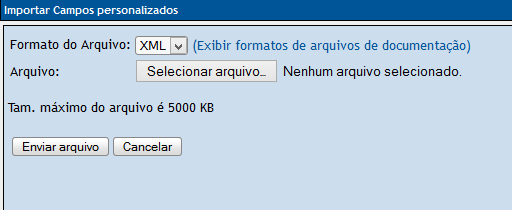 Importar Campos personalizados
Formato do Arquivo: XML (Exibir formatos de arquivos de documentação)
Arquivo: Selecionar arquivo... Nenhum arquivo selecionado.
Tam. máximo do arquivo é 5000 KB
Enviar arquivo Cancelar